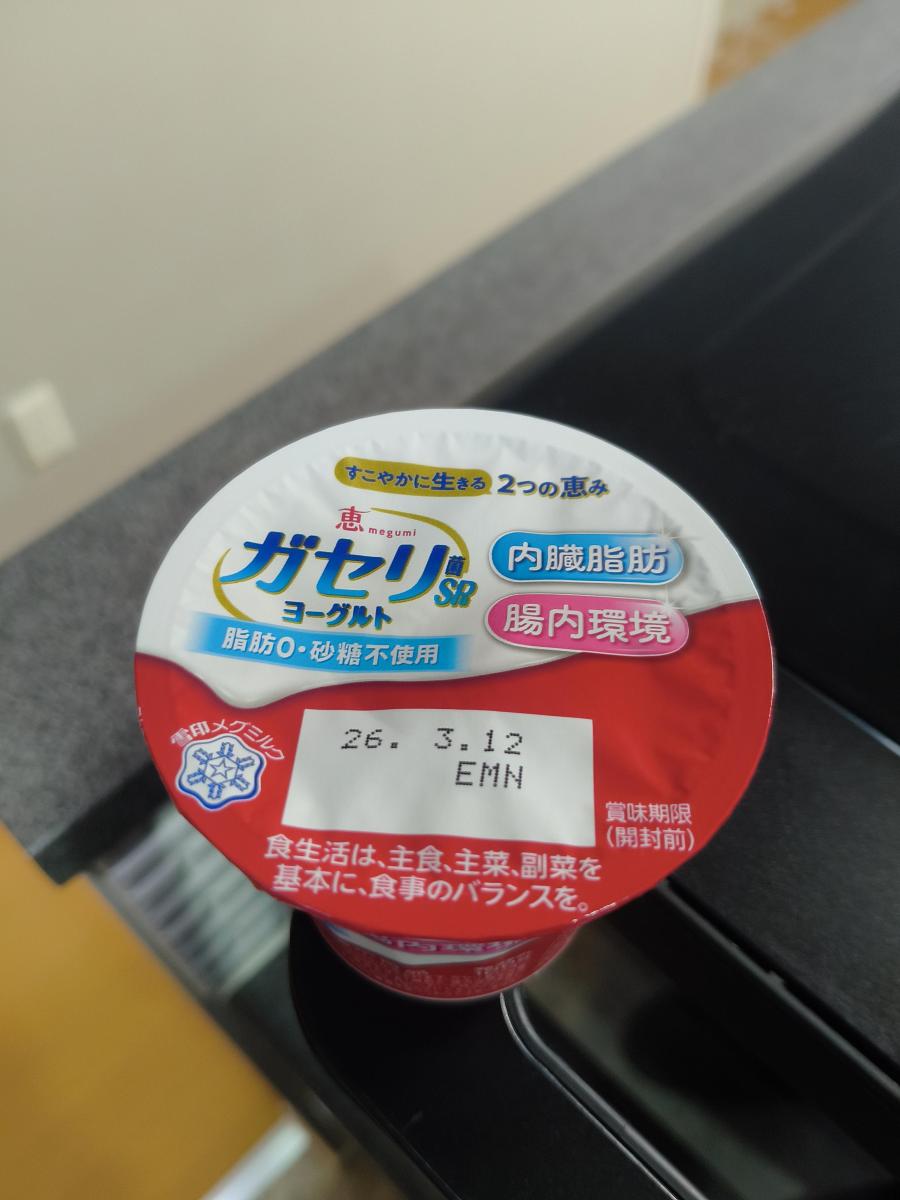 すこやかに生きる 2つの恵み
恵 megumi
ガセリ菌SR
ヨーグルト
脂肪0・砂糖不使用
内臓脂肪
腸内環境
雪印メグミルク
26. 3.12
EMN
賞味期限
(開封前)
食生活は、主食、主菜、副菜を
基本に、食事のバランスを。
腸内環境